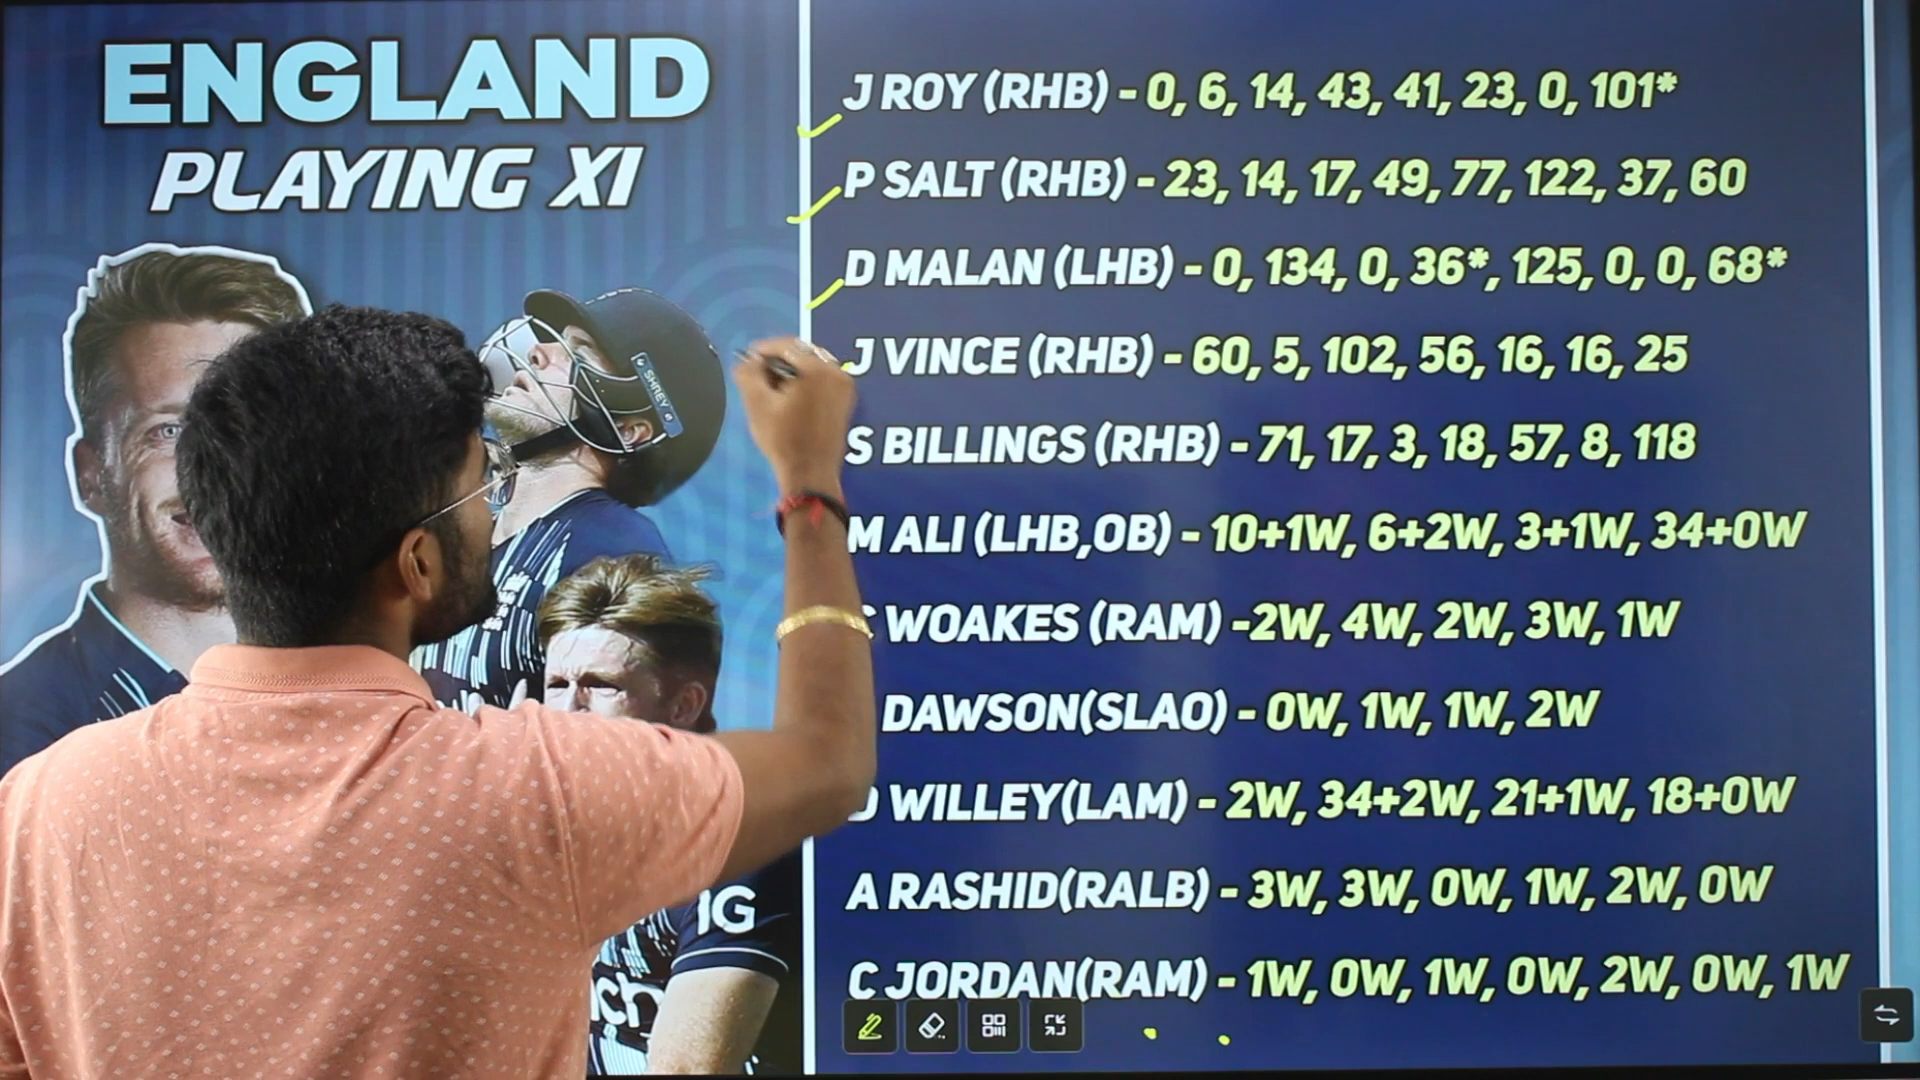 ENGLAND
PLAYING XI
J ROY (RHB) - 0, 6, 14, 43, 41, 23, 0, 101*
P SALT (RHB) - 23, 14, 17, 49, 77, 122, 37, 60
D MALAN (LHB) - 0, 134, 0, 36*, 125, 0, 0, 68*
J VINCE (RHB) - 60, 5, 102, 56, 16, 16, 25
S BILLINGS (RHB) - 71, 17, 3, 18, 57, 8, 118
M ALI (LHB,OB) - 10+1W, 6+2W, 3+1W, 34+0W
C WOAKES (RAM) -2W, 4W, 2W, 3W, 1W
DAWSON(SLAO) - 0W, 1W, 1W, 2W
D WILLEY(LAM) - 2W, 34+2W, 21+1W, 18+0W
A RASHID(RALB) - 3W, 3W, 0W, 1W, 2W, 0W
C JORDAN(RAM) - 1W, 0W, 1W, 0W, 2W, 0W, 1W
SHREY
IG
ch